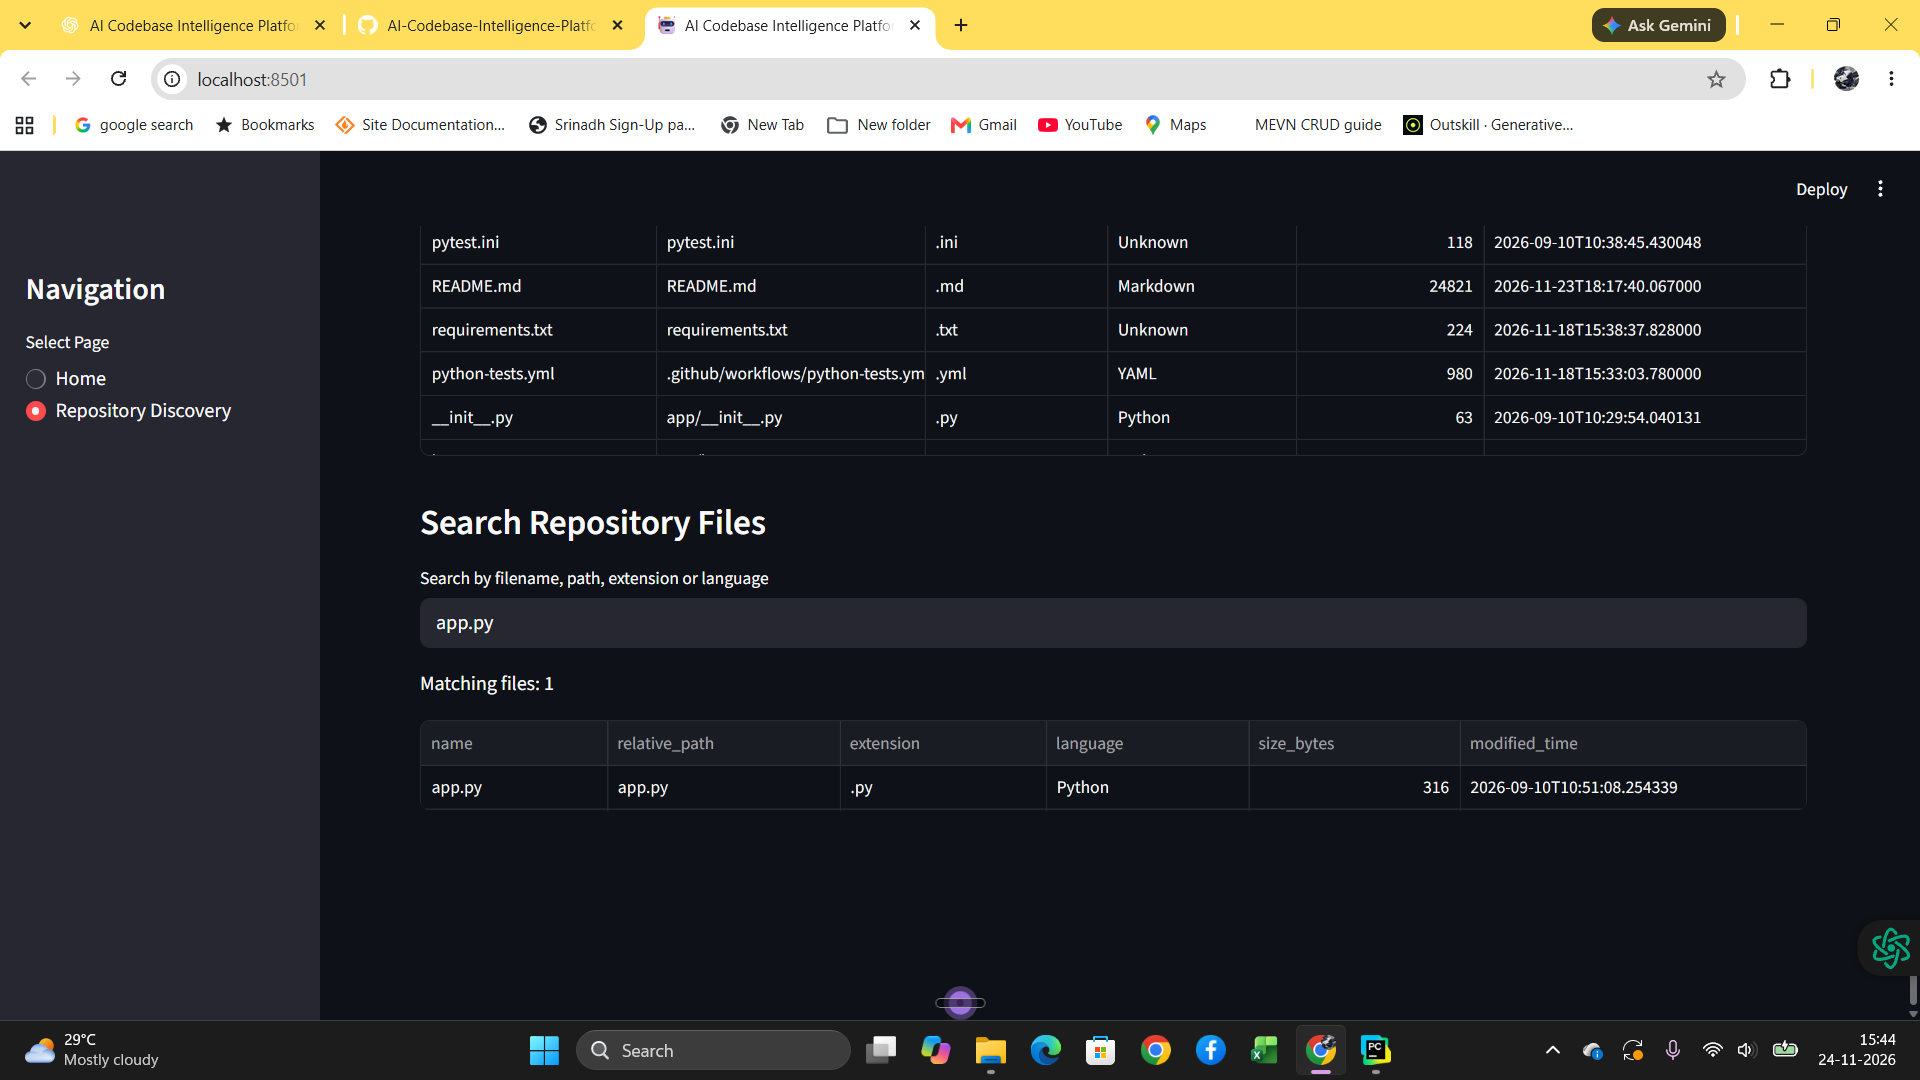 AI Codebase Intelligence Platfo
AI-Codebase-Intelligence-Platfo
AI Codebase Intelligence Platfo
Ask Gemini
localhost:8501
google search
Bookmarks
Site Documentation...
Srinadh Sign-Up pa...
New Tab
New folder
Gmail
YouTube
Maps
MEVN CRUD guide
Outskill · Generative...
Deploy
Navigation
Select Page
Home
Repository Discovery
pytest.ini pytest.ini .ini Unknown 118 2026-09-10T10:38:45.430048
README.md README.md .md Markdown 24821 2026-11-23T18:17:40.067000
requirements.txt requirements.txt .txt Unknown 224 2026-11-18T15:38:37.828000
python-tests.yml .github/workflows/python-tests.ym .yml YAML 980 2026-11-18T15:33:03.780000
__init__.py app/__init__.py .py Python 63 2026-09-10T10:29:54.040131
Search Repository Files
Search by filename, path, extension or language
app.py
Matching files: 1
name relative_path extension language size_bytes modified_time
app.py app.py .py Python 316 2026-09-10T10:51:08.254339
29°C
Mostly cloudy
Search
PC
15:44
24-11-2026